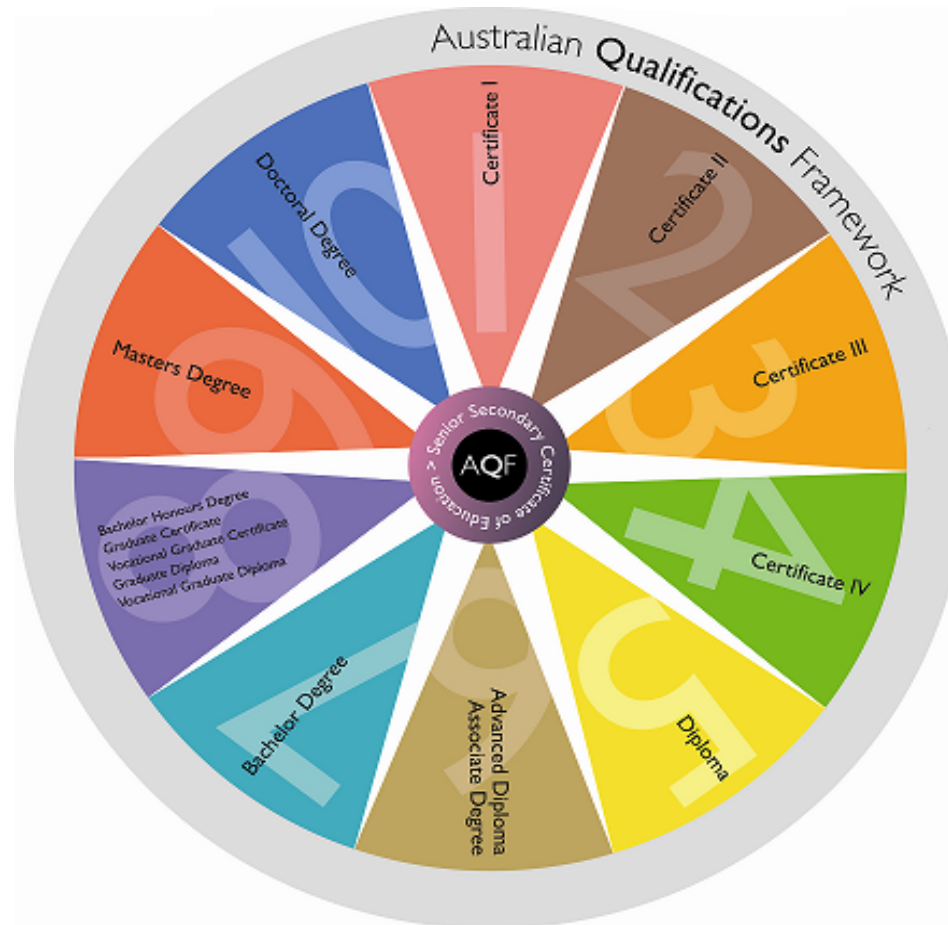 Australian Qualifications Framework
1
Certificate I
2
Certificate II
3
Certificate III
4
Certificate IV
5
Diploma
6
Advanced Diploma
Associate Degree
7
Bachelor Degree
8
Bachelor Honours Degree
Graduate Certificate
Vocational Graduate Certificate
Graduate Diploma
Vocational Graduate Diploma
9
Masters Degree
10
Doctoral Degree
Senior Secondary Certificate of Education >
AQF